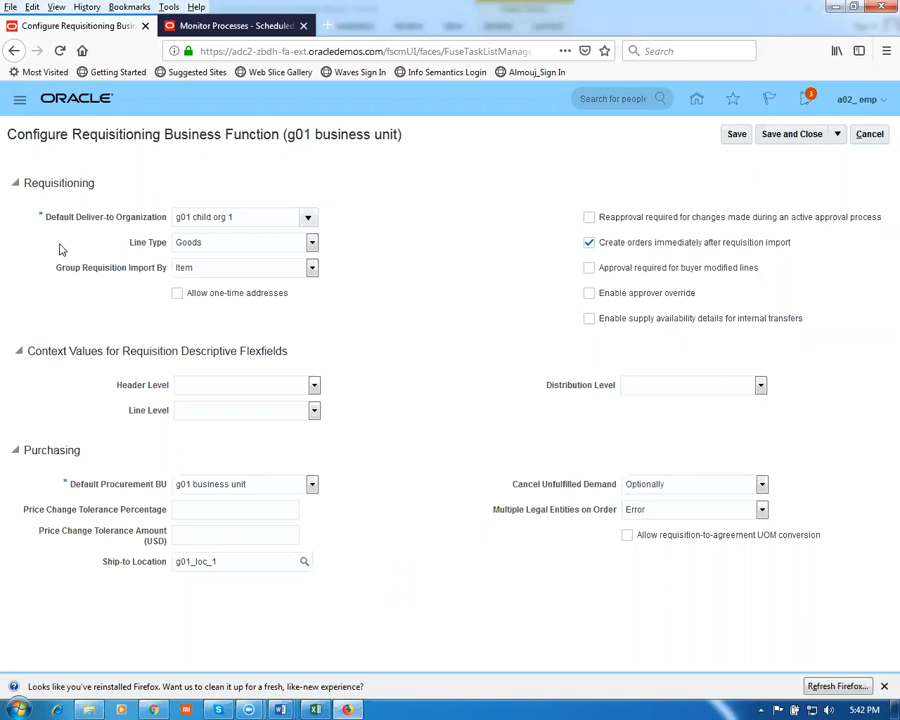 File Edit View History Bookmarks Tools Help
Configure Requisitioning Busin × Monitor Processes - Scheduled × +
https://adc2-zbdh-fa-ext.oracledemos.com/fscmUI/faces/FuseTaskListManage Search
Most Visited Getting Started Suggested Sites Web Slice Gallery Waves Sign In Info Semantics Login Almouj_Sign In
ORACLE Search for people 3 a02_ emp
Configure Requisitioning Business Function (g01 business unit) Save Save and Close Cancel
Requisitioning
* Default Deliver-to Organization g01 child org 1 Reapproval required for changes made during an active approval process
Line Type Goods Create orders immediately after requisition import
Group Requisition Import By Item Approval required for buyer modified lines
Allow one-time addresses Enable approver override
Enable supply availability details for internal transfers
Context Values for Requisition Descriptive Flexfields
Header Level Distribution Level
Line Level
Purchasing
* Default Procurement BU g01 business unit Cancel Unfulfilled Demand Optionally
Price Change Tolerance Percentage Multiple Legal Entities on Order Error
Price Change Tolerance Amount (USD) Allow requisition-to-agreement UOM conversion
Ship-to Location g01_loc_1
Looks like you've reinstalled Firefox. Want us to clean it up for a fresh, like-new experience? Refresh Firefox...
5:42 PM